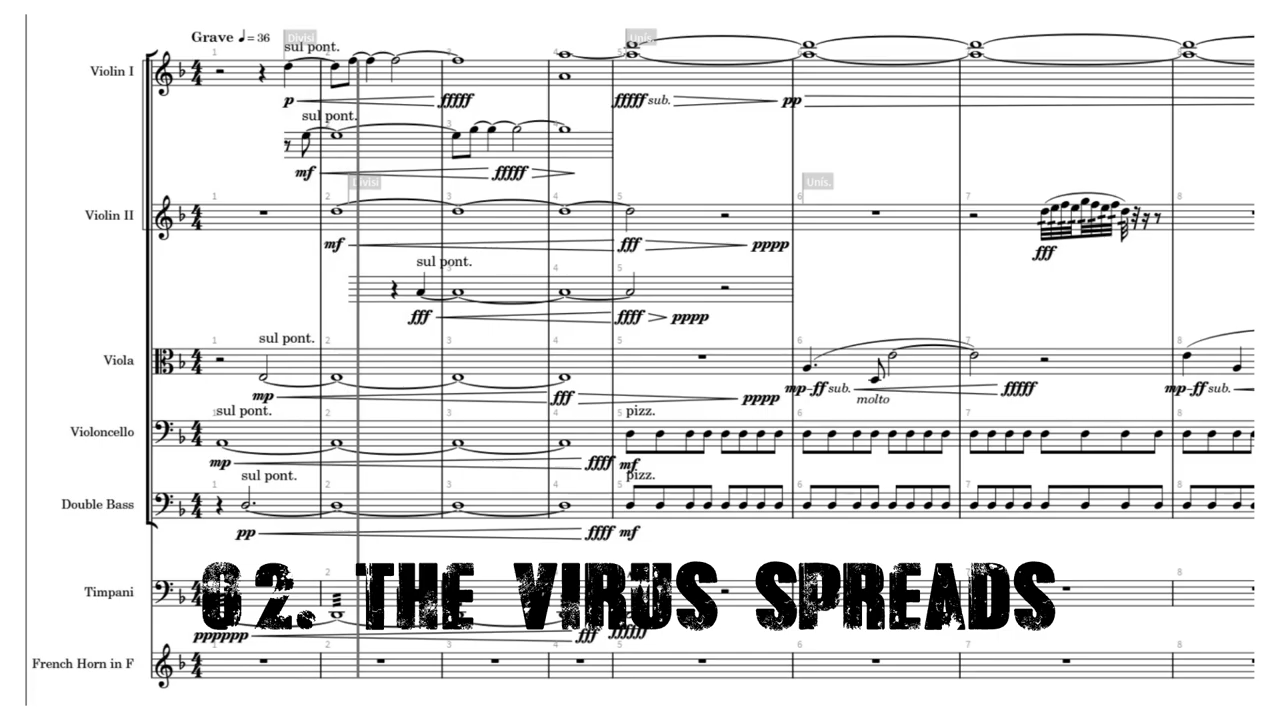 Grave ♩= 36
Divisi
Unis.
sul pont.
Violin I
p fffff fffff sub. pp
sul pont.
mf fffff
Divisi
Unis.
Violin II
mf fff pppp fff
sul pont.
fff ffff pppp
sul pont.
Viola
mp fff pppp mp-ff sub. molto fffff mp-ff sub.
sul pont. pizz.
Violoncello
mp ffff mf
sul pont. pizz.
Double Bass
pp ffff mf
Timpani
02. THE VIRUS SPREADS
pppppp fff ffffff
French Horn in F